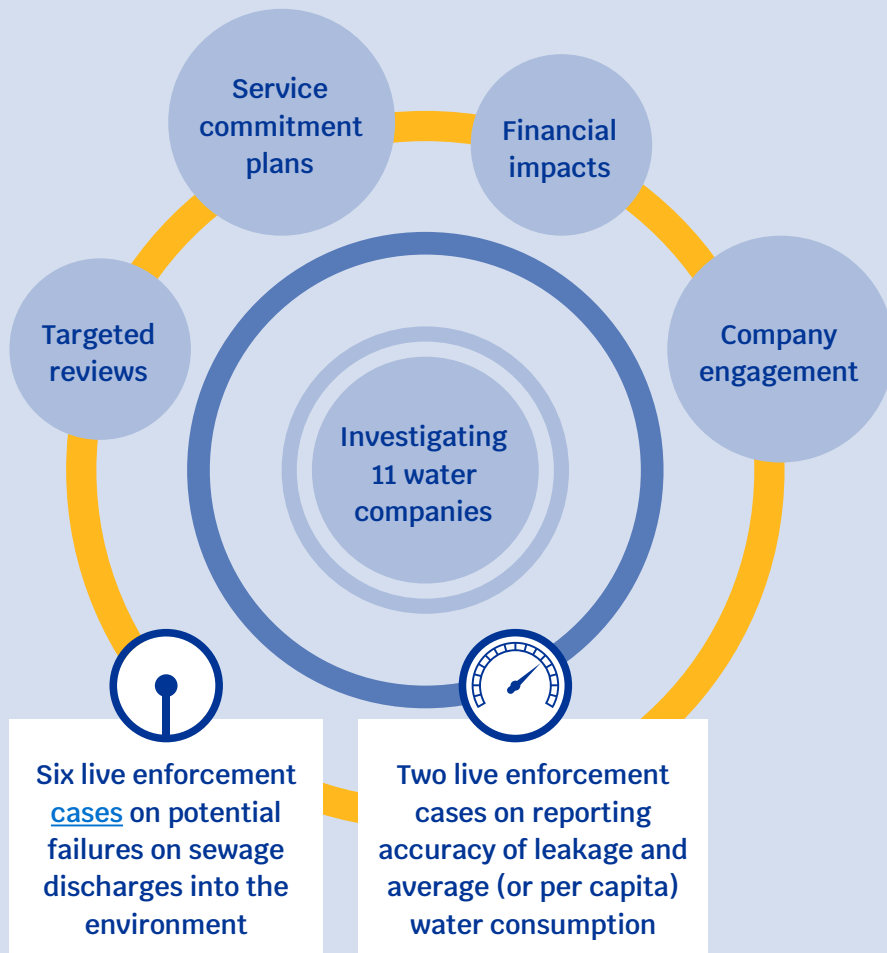 Service
commitment
plans
Financial
impacts
Targeted
reviews
Company
engagement
Investigating
11 water
companies
Six live enforcement
cases on potential
failures on sewage
discharges into the
environment
Two live enforcement
cases on reporting
accuracy of leakage and
average (or per capita)
water consumption